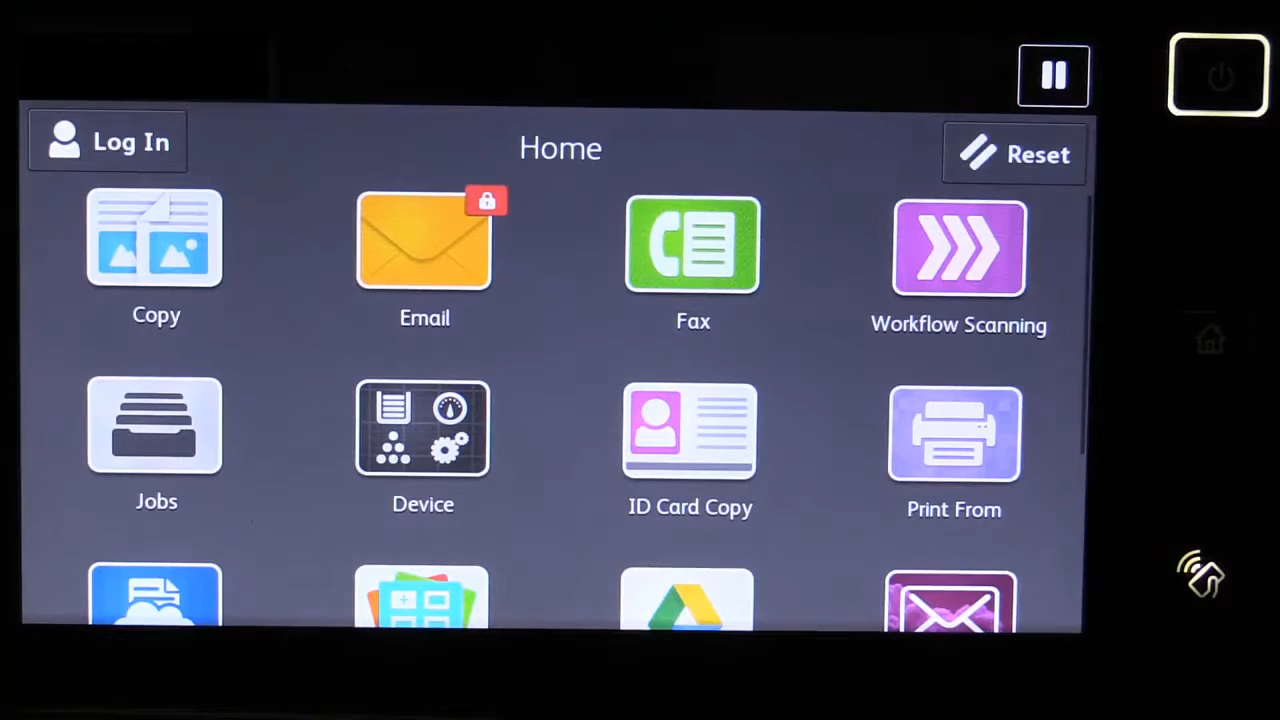 Log In
Home
Reset
Copy
Email
Fax
Workflow Scanning
Jobs
Device
ID Card Copy
Print From